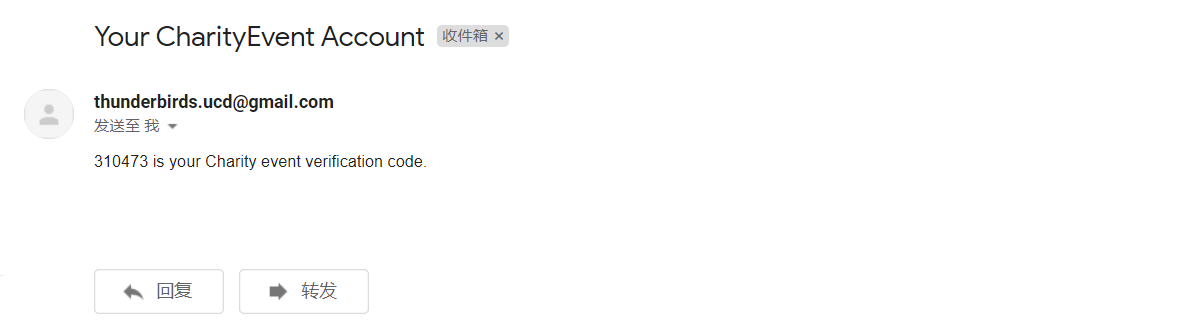 Your CharityEvent Account 收件箱 ×
thunderbirds.ucd@gmail.com
发送至 我
310473 is your Charity event verification code.
回复 转发